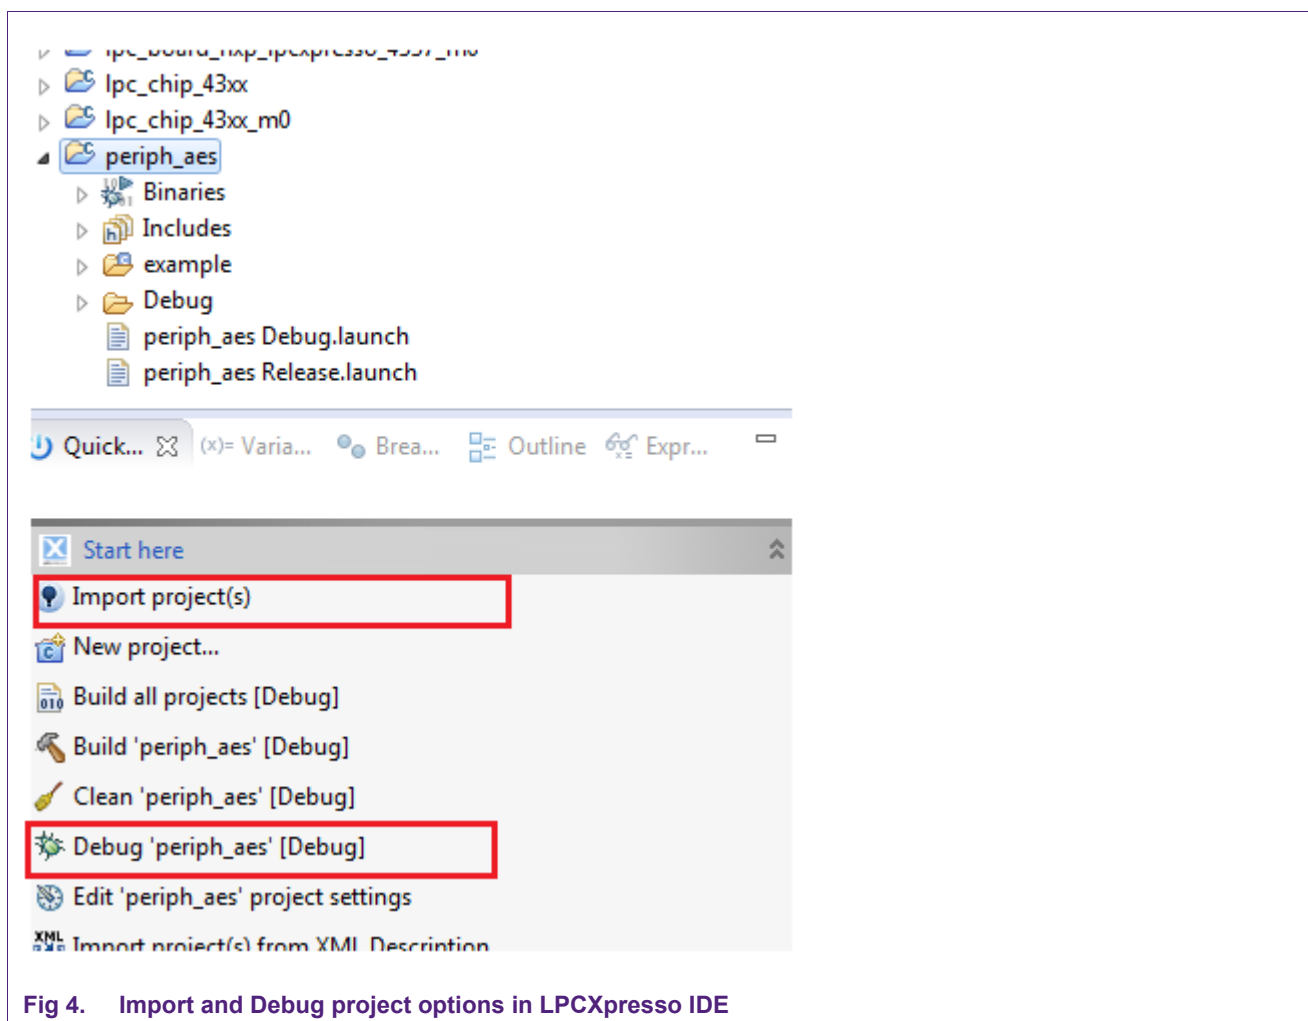 lpc_board_nxp_lpcxpresso_4337_m0
lpc_chip_43xx
lpc_chip_43xx_m0
periph_aes
Binaries
Includes
example
Debug
periph_aes Debug.launch
periph_aes Release.launch
Quick... (x)= Varia... Brea... Outline Expr...
Start here
Import project(s)
New project...
Build all projects [Debug]
Build 'periph_aes' [Debug]
Clean 'periph_aes' [Debug]
Debug 'periph_aes' [Debug]
Edit 'periph_aes' project settings
Import project(s) from XML Description
Fig 4. Import and Debug project options in LPCXpresso IDE